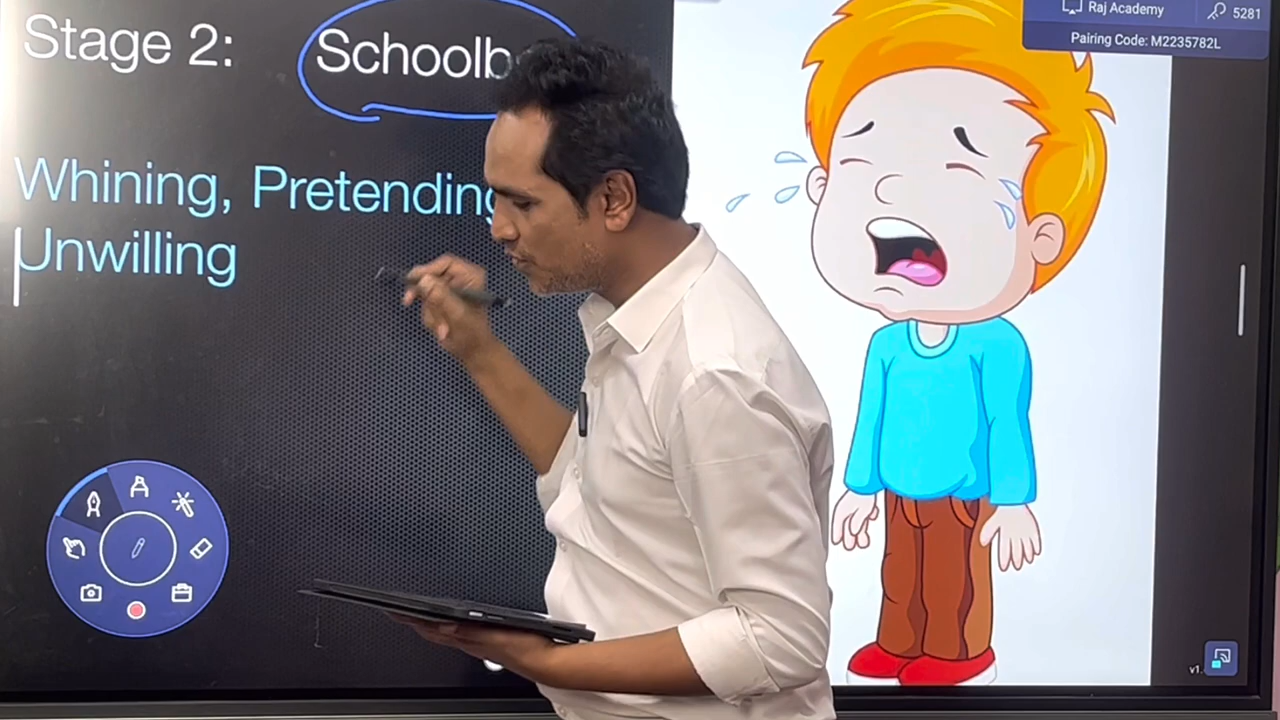 Stage 2:
Whining, Pretending
Unwilling
Raj Academy
5281
Pairing Code: M2235782L